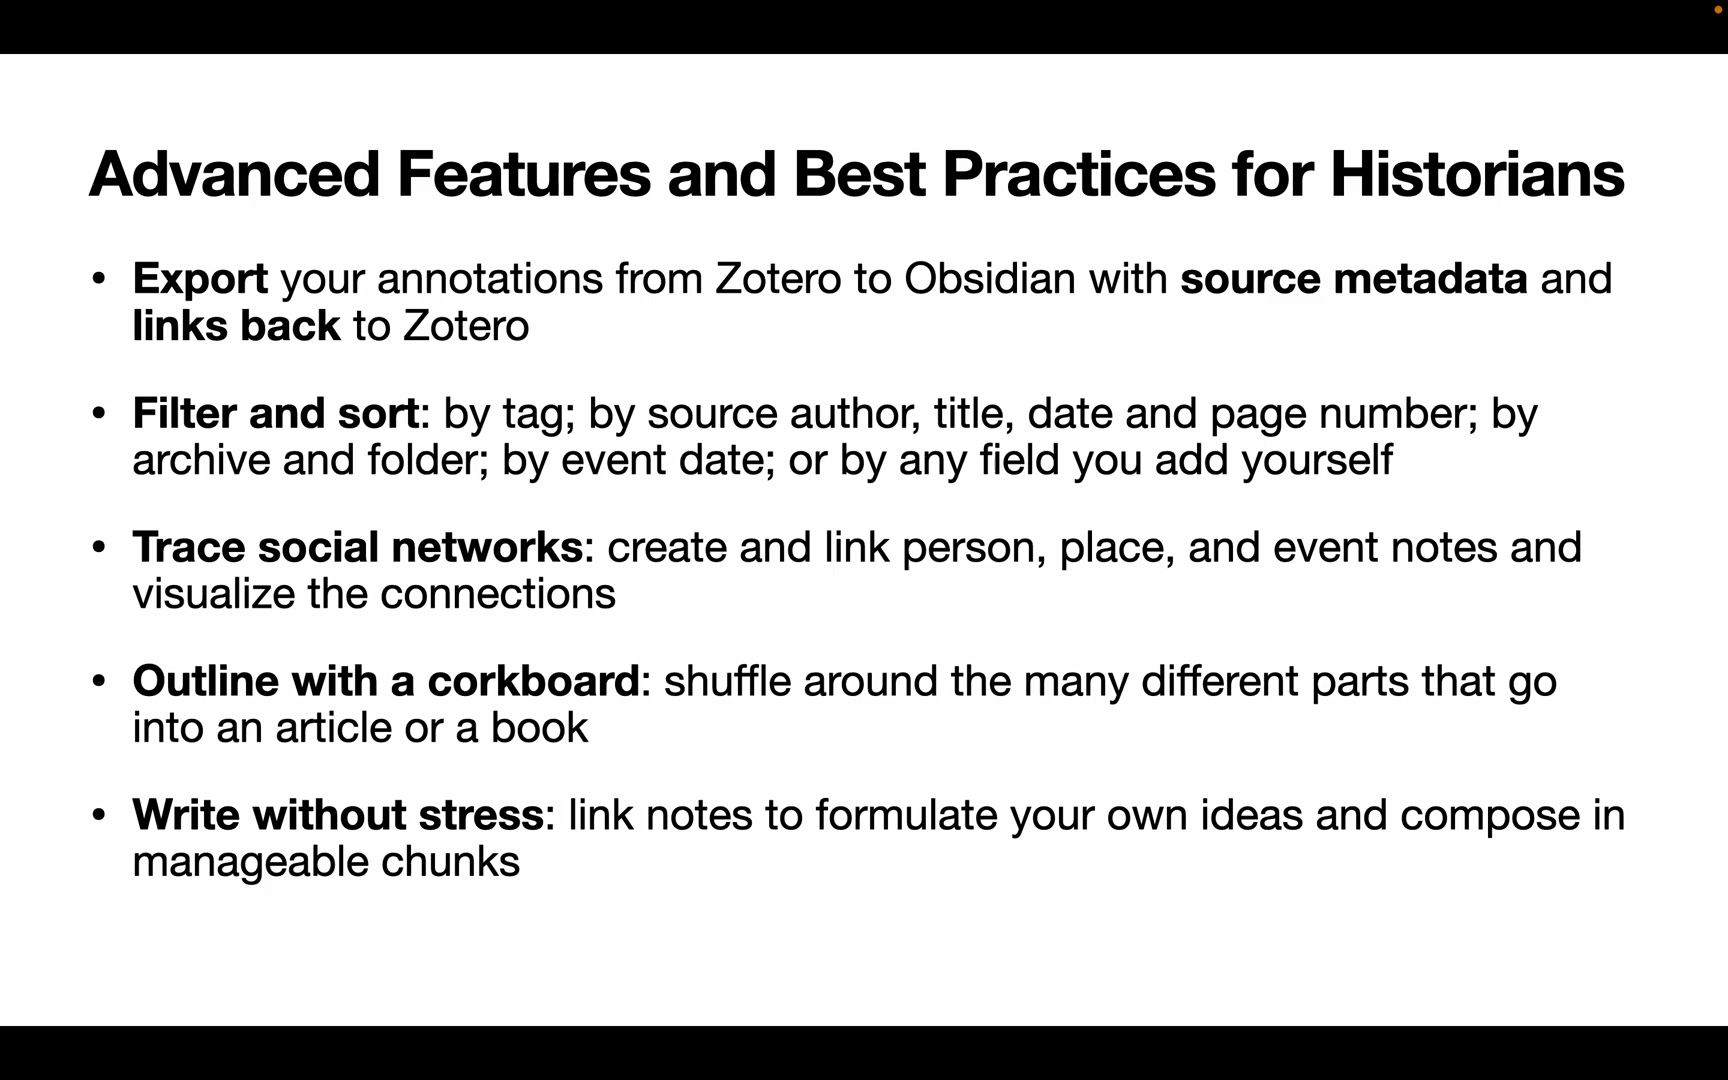 Advanced Features and Best Practices for Historians
• Export your annotations from Zotero to Obsidian with source metadata and
links back to Zotero
• Filter and sort: by tag; by source author, title, date and page number; by
archive and folder; by event date; or by any field you add yourself
• Trace social networks: create and link person, place, and event notes and
visualize the connections
• Outline with a corkboard: shuffle around the many different parts that go
into an article or a book
• Write without stress: link notes to formulate your own ideas and compose in
manageable chunks